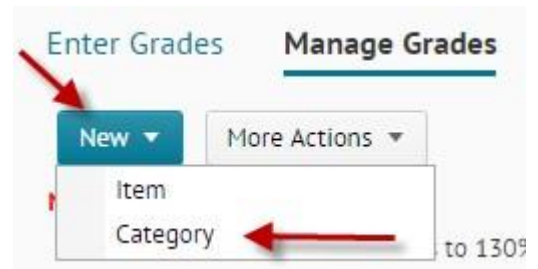 Enter Grades Manage Grades
New More Actions
Item
Category
to 130%